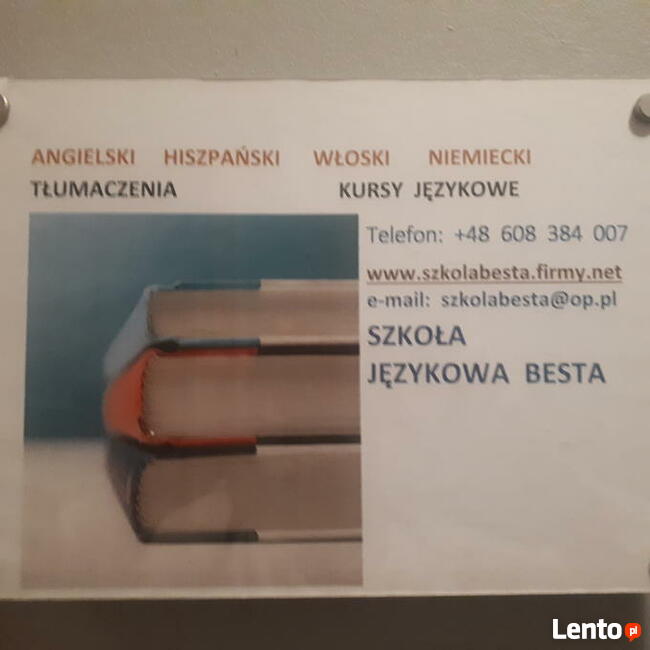 ANGIELSKI HISZPAŃSKI WŁOSKI NIEMIECKI
TŁUMACZENIA KURSY JĘZYKOWE
Telefon: +48 608 384 007
www.szkolabesta.firmy.net
e-mail: szkolabesta@op.pl
SZKOŁA
JĘZYKOWA BESTA
Lento.pl